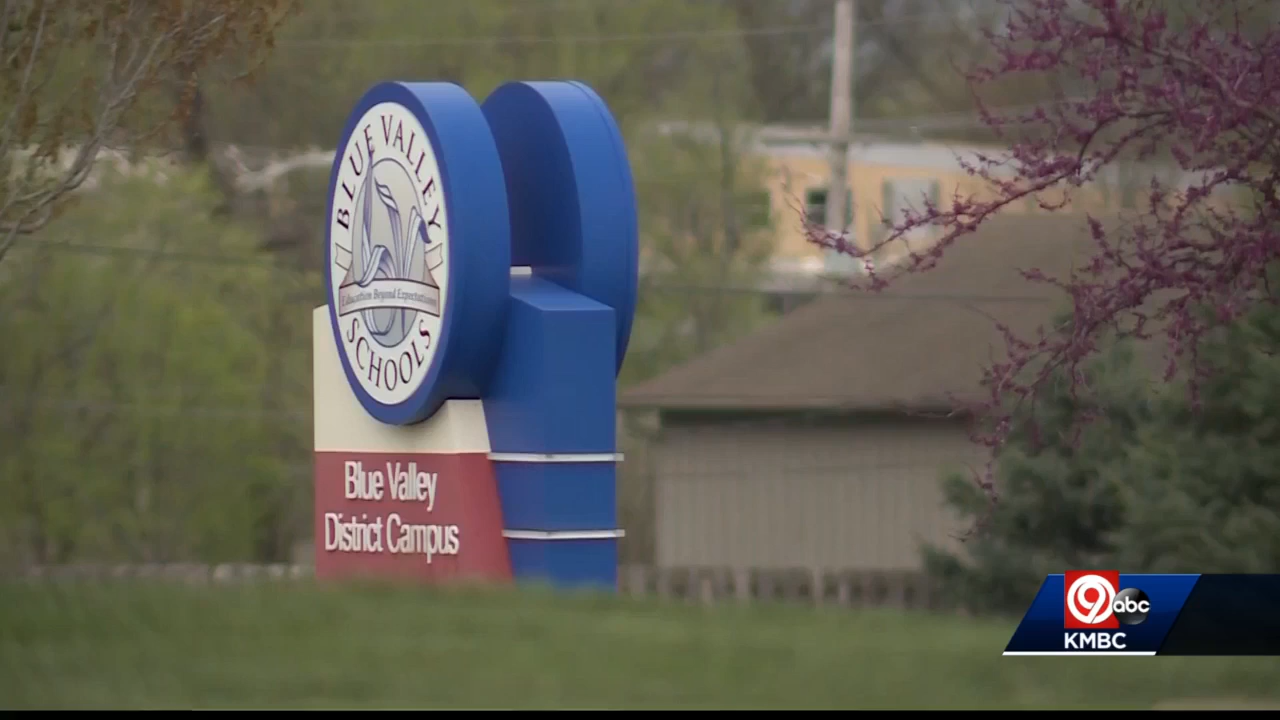 BLUE VALLEY
Education Beyond Expectations
SCHOOLS
Blue Valley
District Campus
9 abc
KMBC